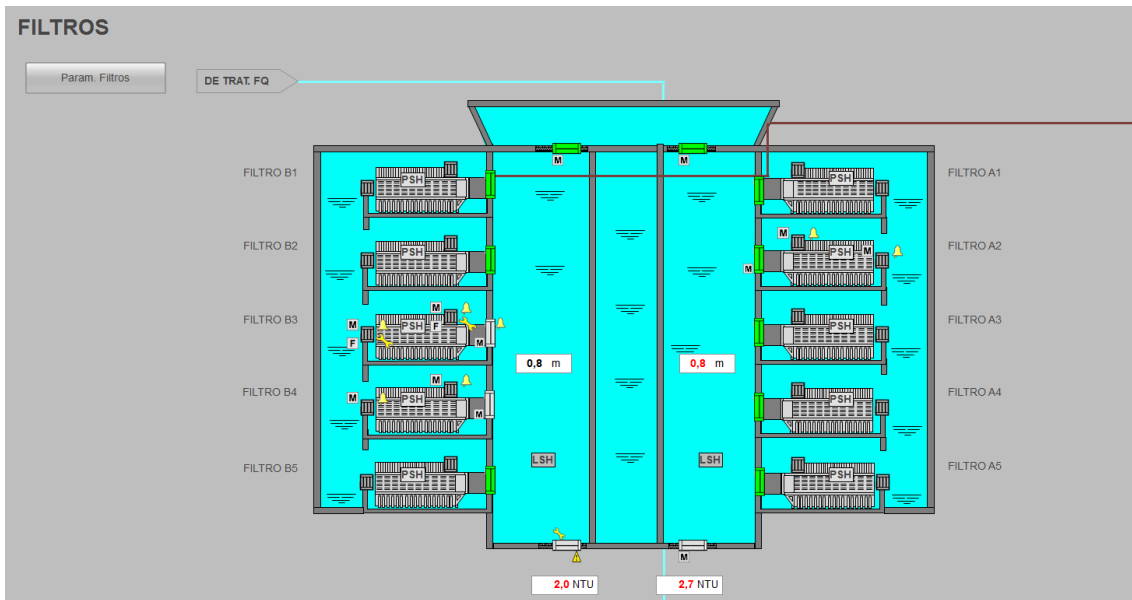 FILTROS
Param. Filtros
DE TRAT. FQ
M
M
FILTRO B1
PSH
PSH
FILTRO A1
M
FILTRO B2
PSH
PSH
M
FILTRO A2
M
M
FILTRO B3
M
PSH
F
PSH
FILTRO A3
F
M
0,8 m
0,8 m
M
FILTRO B4
M
PSH
PSH
FILTRO A4
M
LSH
LSH
FILTRO B5
PSH
PSH
FILTRO A5
M
2,0 NTU
2,7 NTU